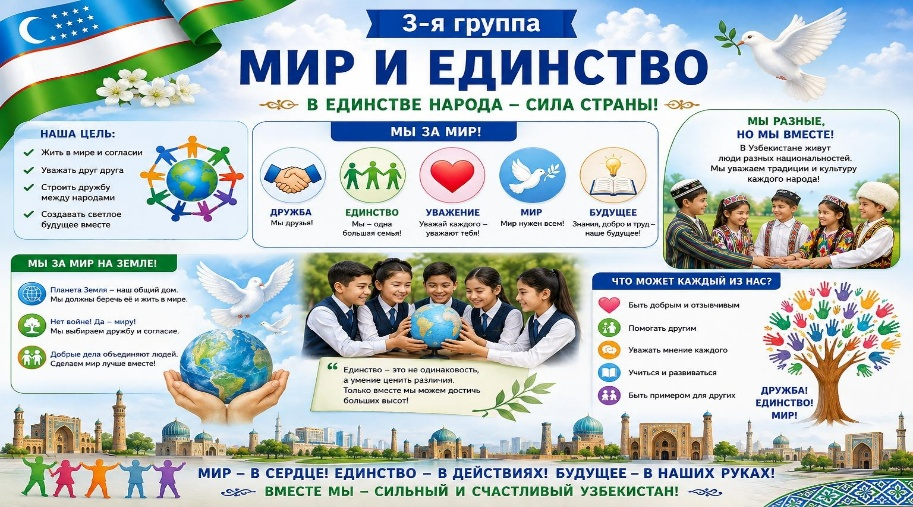 3-я группа
МИР И ЕДИНСТВО
В ЕДИНСТВЕ НАРОДА – СИЛА СТРАНЫ!
НАША ЦЕЛЬ:
Жить в мире и согласии
Уважать друг друга
Строить дружбу
между народами
Создавать светлое
будущее вместе
МЫ ЗА МИР!
ДРУЖБА
Мы друзья!
ЕДИНСТВО
Мы – одна
большая семья!
УВАЖЕНИЕ
Уважай каждого –
уважают тебя!
МИР
Мир нужен всем!
БУДУЩЕЕ
Знания, добро и труд –
наше будущее!
МЫ РАЗНЫЕ,
НО МЫ ВМЕСТЕ!
В Узбекистане живут
люди разных национальностей.
Мы уважаем традиции и культуру
каждого народа!
МЫ ЗА МИР НА ЗЕМЛЕ!
Планета Земля – наш общий дом.
Мы должны беречь её и жить в мире.
Нет войне! Да – миру!
Мы выбираем дружбу и согласие.
Добрые дела объединяют людей.
Сделаем мир лучше вместе!
“ Единство – это не одинаковость,
а умение ценить различия.
Только вместе мы можем достичь
больших высот!
ЧТО МОЖЕТ КАЖДЫЙ ИЗ НАС?
Быть добрым и отзывчивым
Помогать другим
Уважать мнение каждого
Учиться и развиваться
Быть примером для других
ДРУЖБА!
ЕДИНСТВО!
МИР!
МИР – В СЕРДЦЕ! ЕДИНСТВО – В ДЕЙСТВИЯХ! БУДУЩЕЕ – В НАШИХ РУКАХ!
ВМЕСТЕ МЫ – СИЛЬНЫЙ И СЧАСТЛИВЫЙ УЗБЕКИСТАН!